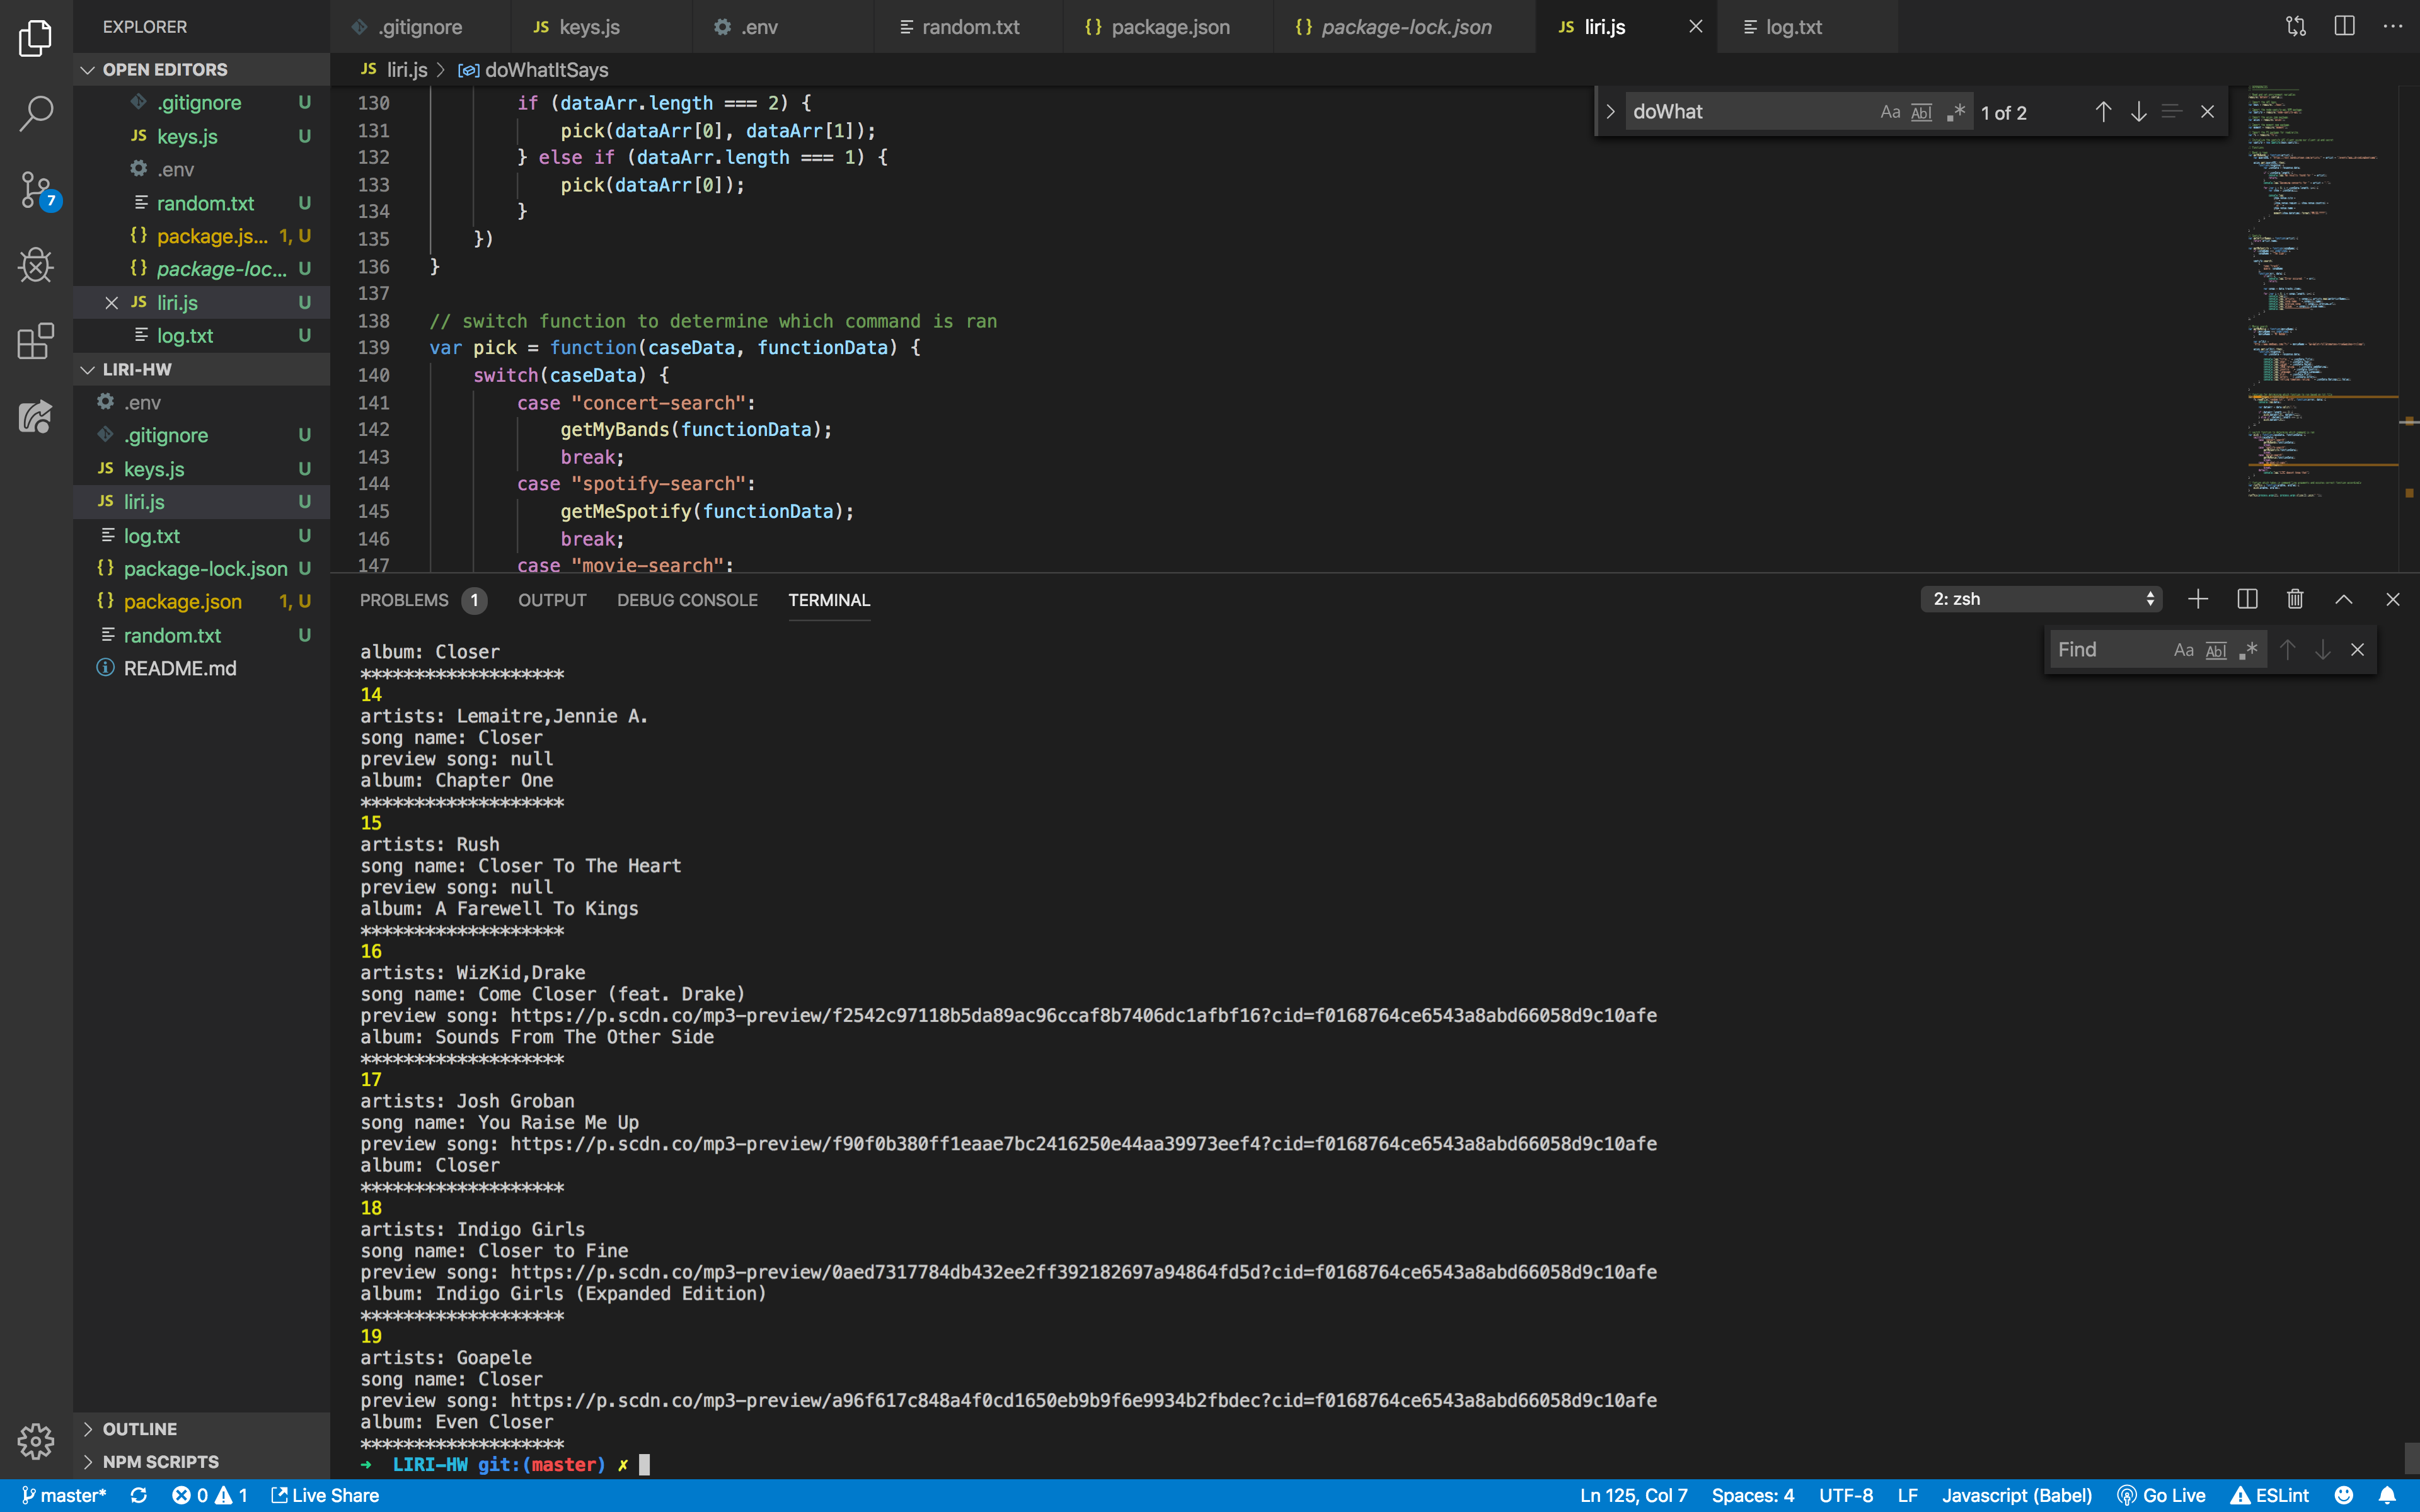 EXPLORER
OPEN EDITORS
.gitignore U
JS keys.js U
.env
random.txt U
{} package.js... 1, U
{} package-loc... U
JS liri.js U
log.txt U
LIRI-HW
.env
.gitignore U
JS keys.js U
JS liri.js U
log.txt U
{} package-lock.json U
{} package.json 1, U
random.txt U
README.md
OUTLINE
NPM SCRIPTS
7
.gitignore
JS keys.js
.env
random.txt
{} package.json
{} package-lock.json
JS liri.js
log.txt
JS liri.js > doWhatItSays
doWhat Aa Abl .* 1 of 2
130 if (dataArr.length === 2) {
131 pick(dataArr[0], dataArr[1]);
132 } else if (dataArr.length === 1) {
133 pick(dataArr[0]);
134 }
135 })
136 }
137
138 // switch function to determine which command is ran
139 var pick = function(caseData, functionData) {
140 switch(caseData) {
141 case "concert-search":
142 getMyBands(functionData);
143 break;
144 case "spotify-search":
145 getMeSpotify(functionData);
146 break;
147 case "movie-search":
PROBLEMS 1 OUTPUT DEBUG CONSOLE TERMINAL
2: zsh
Find Aa Abl .*
album: Closer
*******************
14
artists: Lemaitre,Jennie A.
song name: Closer
preview song: null
album: Chapter One
*******************
15
artists: Rush
song name: Closer To The Heart
preview song: null
album: A Farewell To Kings
*******************
16
artists: WizKid,Drake
song name: Come Closer (feat. Drake)
preview song: https://p.scdn.co/mp3-preview/f2542c97118b5da89ac96ccaf8b7406dc1afbf16?cid=f0168764ce6543a8abd66058d9c10afe
album: Sounds From The Other Side
*******************
17
artists: Josh Groban
song name: You Raise Me Up
preview song: https://p.scdn.co/mp3-preview/f90f0b380ff1eaae7bc2416250e44aa39973eef4?cid=f0168764ce6543a8abd66058d9c10afe
album: Closer
*******************
18
artists: Indigo Girls
song name: Closer to Fine
preview song: https://p.scdn.co/mp3-preview/0aed7317784db432ee2ff392182697a94864fd5d?cid=f0168764ce6543a8abd66058d9c10afe
album: Indigo Girls (Expanded Edition)
*******************
19
artists: Goapele
song name: Closer
preview song: https://p.scdn.co/mp3-preview/a96f617c848a4f0cd1650eb9b9f6e9934b2fbdec?cid=f0168764ce6543a8abd66058d9c10afe
album: Even Closer
*******************
➜ LIRI-HW git:(master) ✗
master* 0 1 Live Share Ln 125, Col 7 Spaces: 4 UTF-8 LF Javascript (Babel) Go Live ESLint